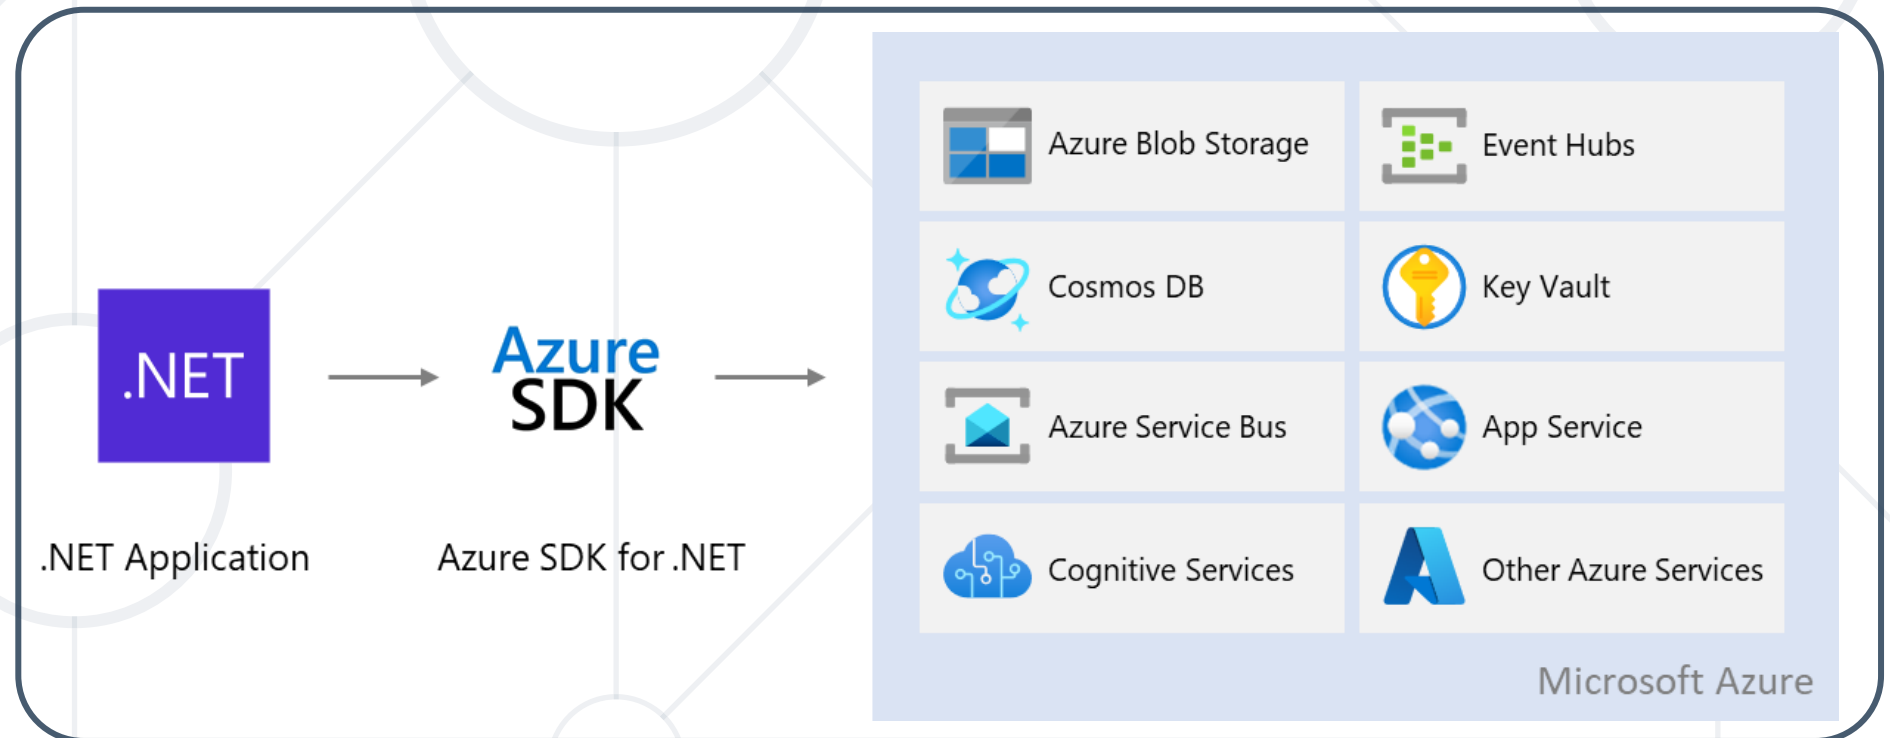 .NET
.NET Application
Azure
SDK
Azure SDK for .NET
Azure Blob Storage
Event Hubs
Cosmos DB
Key Vault
Azure Service Bus
App Service
Cognitive Services
Other Azure Services
Microsoft Azure